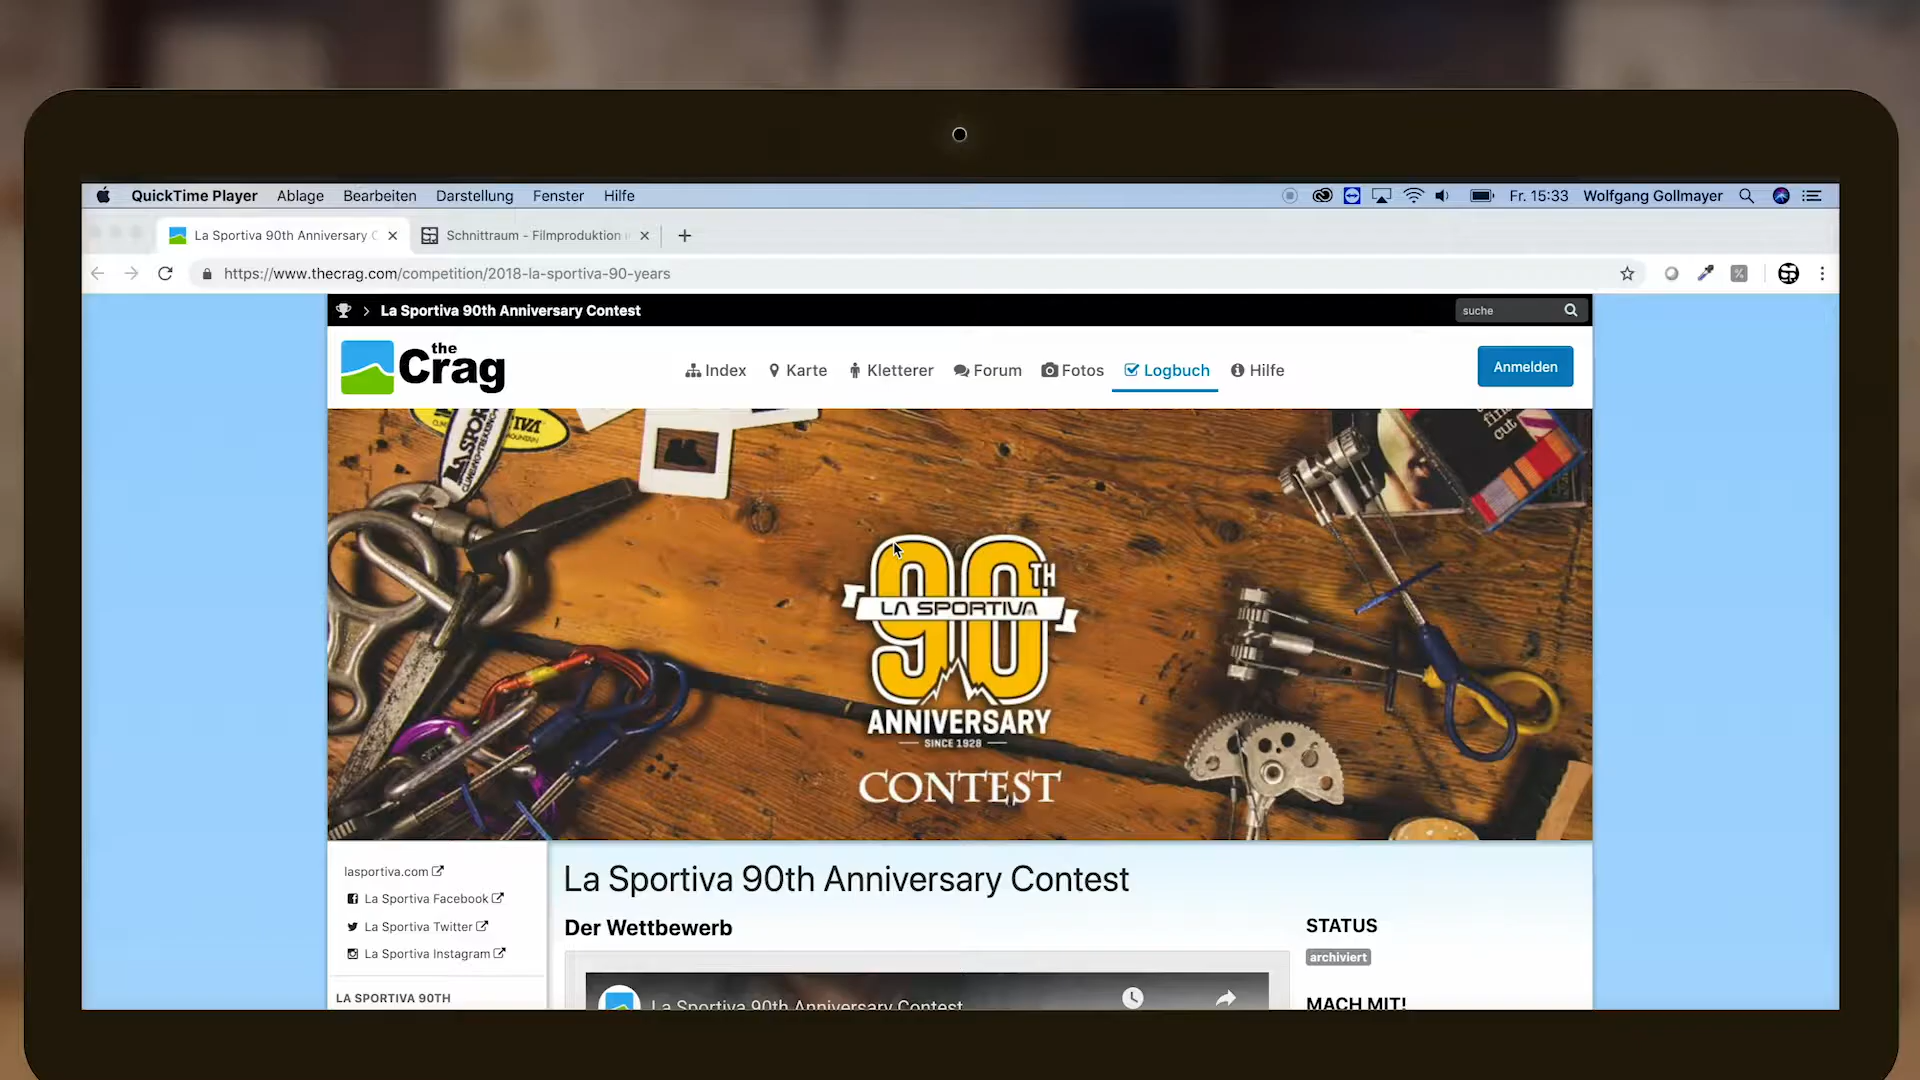 QuickTime Player Ablage Bearbeiten Darstellung Fenster Hilfe Fr. 15:33 Wolfgang Gollmayer
La Sportiva 90th Anniversary C Schnittraum - Filmproduktion
https://www.thecrag.com/competition/2018-la-sportiva-90-years
La Sportiva 90th Anniversary Contest suche
the
Crag
Index Karte Kletterer Forum Fotos Logbuch Hilfe Anmelden
find
cut
90TH
LA SPORTIVA
ANNIVERSARY
SINCE 1928
CONTEST
lasportiva.com
La Sportiva Facebook
La Sportiva Twitter
La Sportiva Instagram
LA SPORTIVA 90TH
La Sportiva 90th Anniversary Contest
Der Wettbewerb
La Sportiva 90th Anniversary Contest
STATUS
archiviert
MACH MIT!